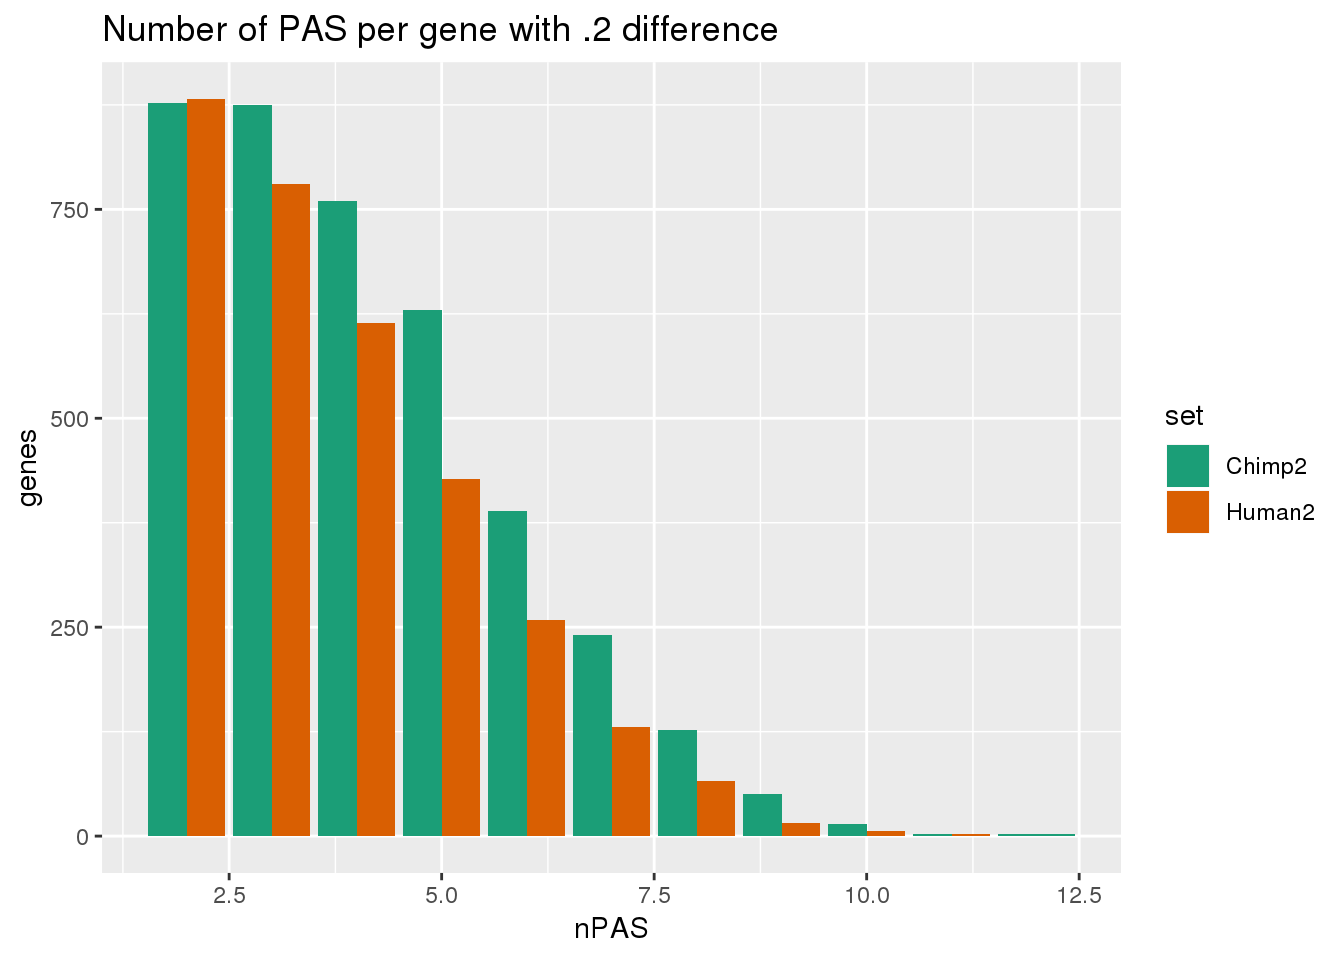 Number of PAS per gene with .2 difference
genes
750
500
250
0
2.5
5.0
7.5
10.0
12.5
nPAS
set
Chimp2
Human2